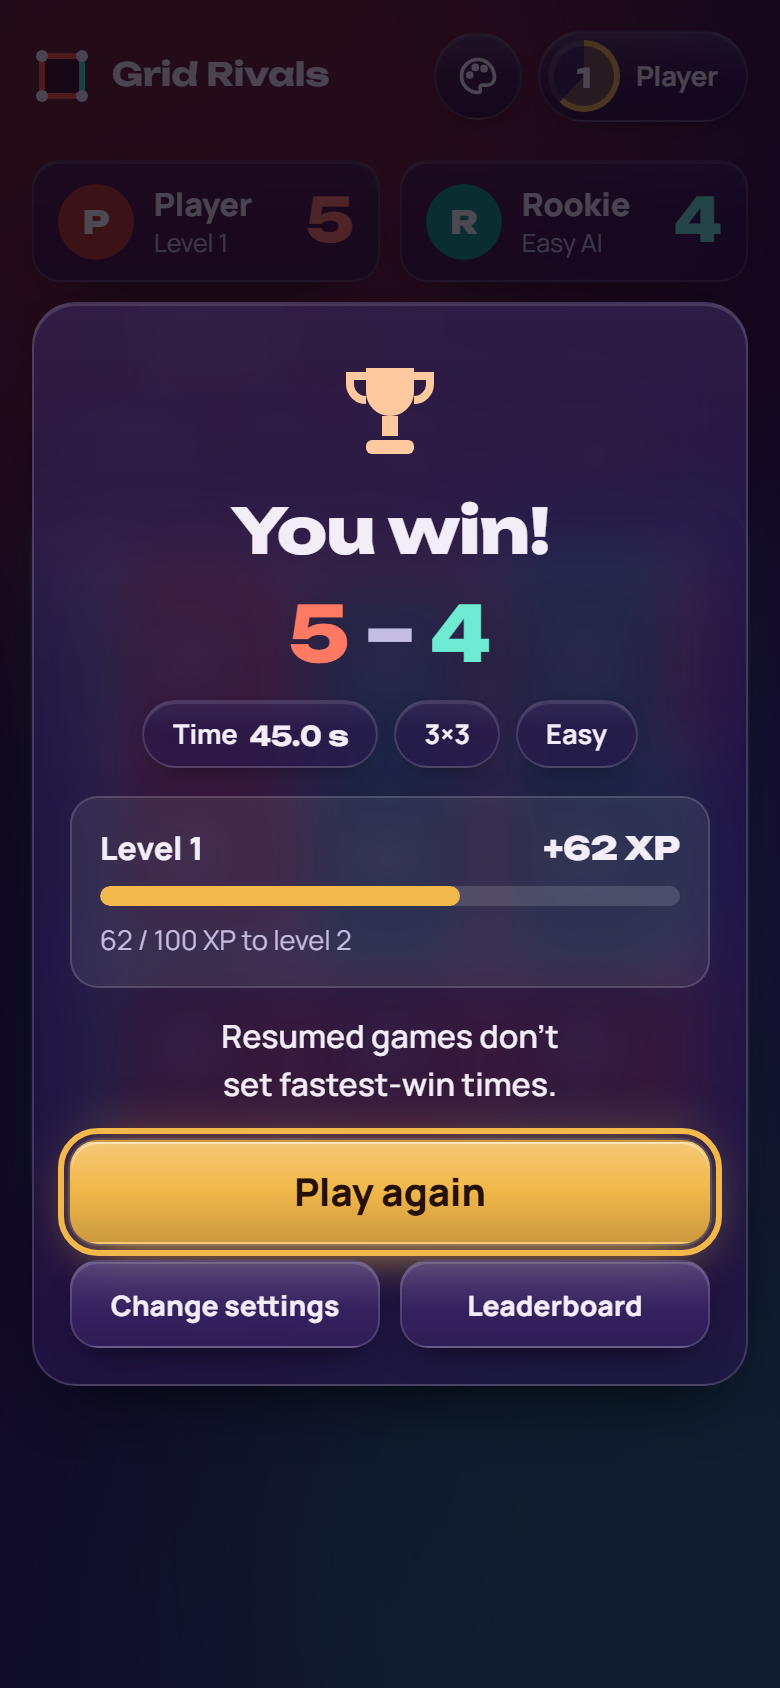 Grid Rivals
1
Player
P
Player
Level 1
5
R
Rookie
Easy AI
4
You win!
5 – 4
Time 45.0 s
3×3
Easy
Level 1
+62 XP
62 / 100 XP to level 2
Resumed games don’t
set fastest-win times.
Play again
Change settings
Leaderboard